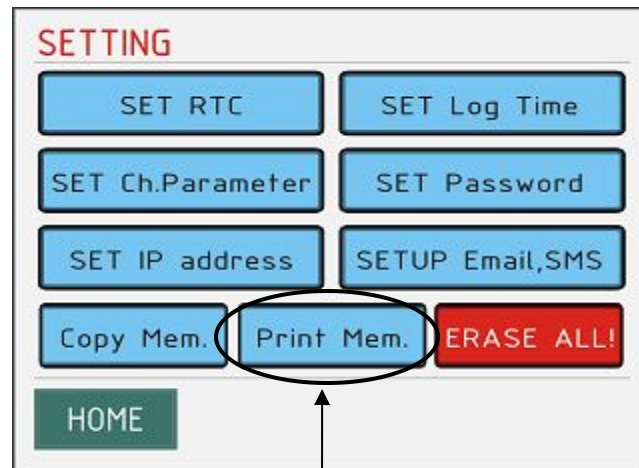 SETTING
SET RTC
SET Log Time
SET Ch.Parameter
SET Password
SET IP address
SETUP Email,SMS
Copy Mem.
Print Mem.
ERASE ALL!
HOME